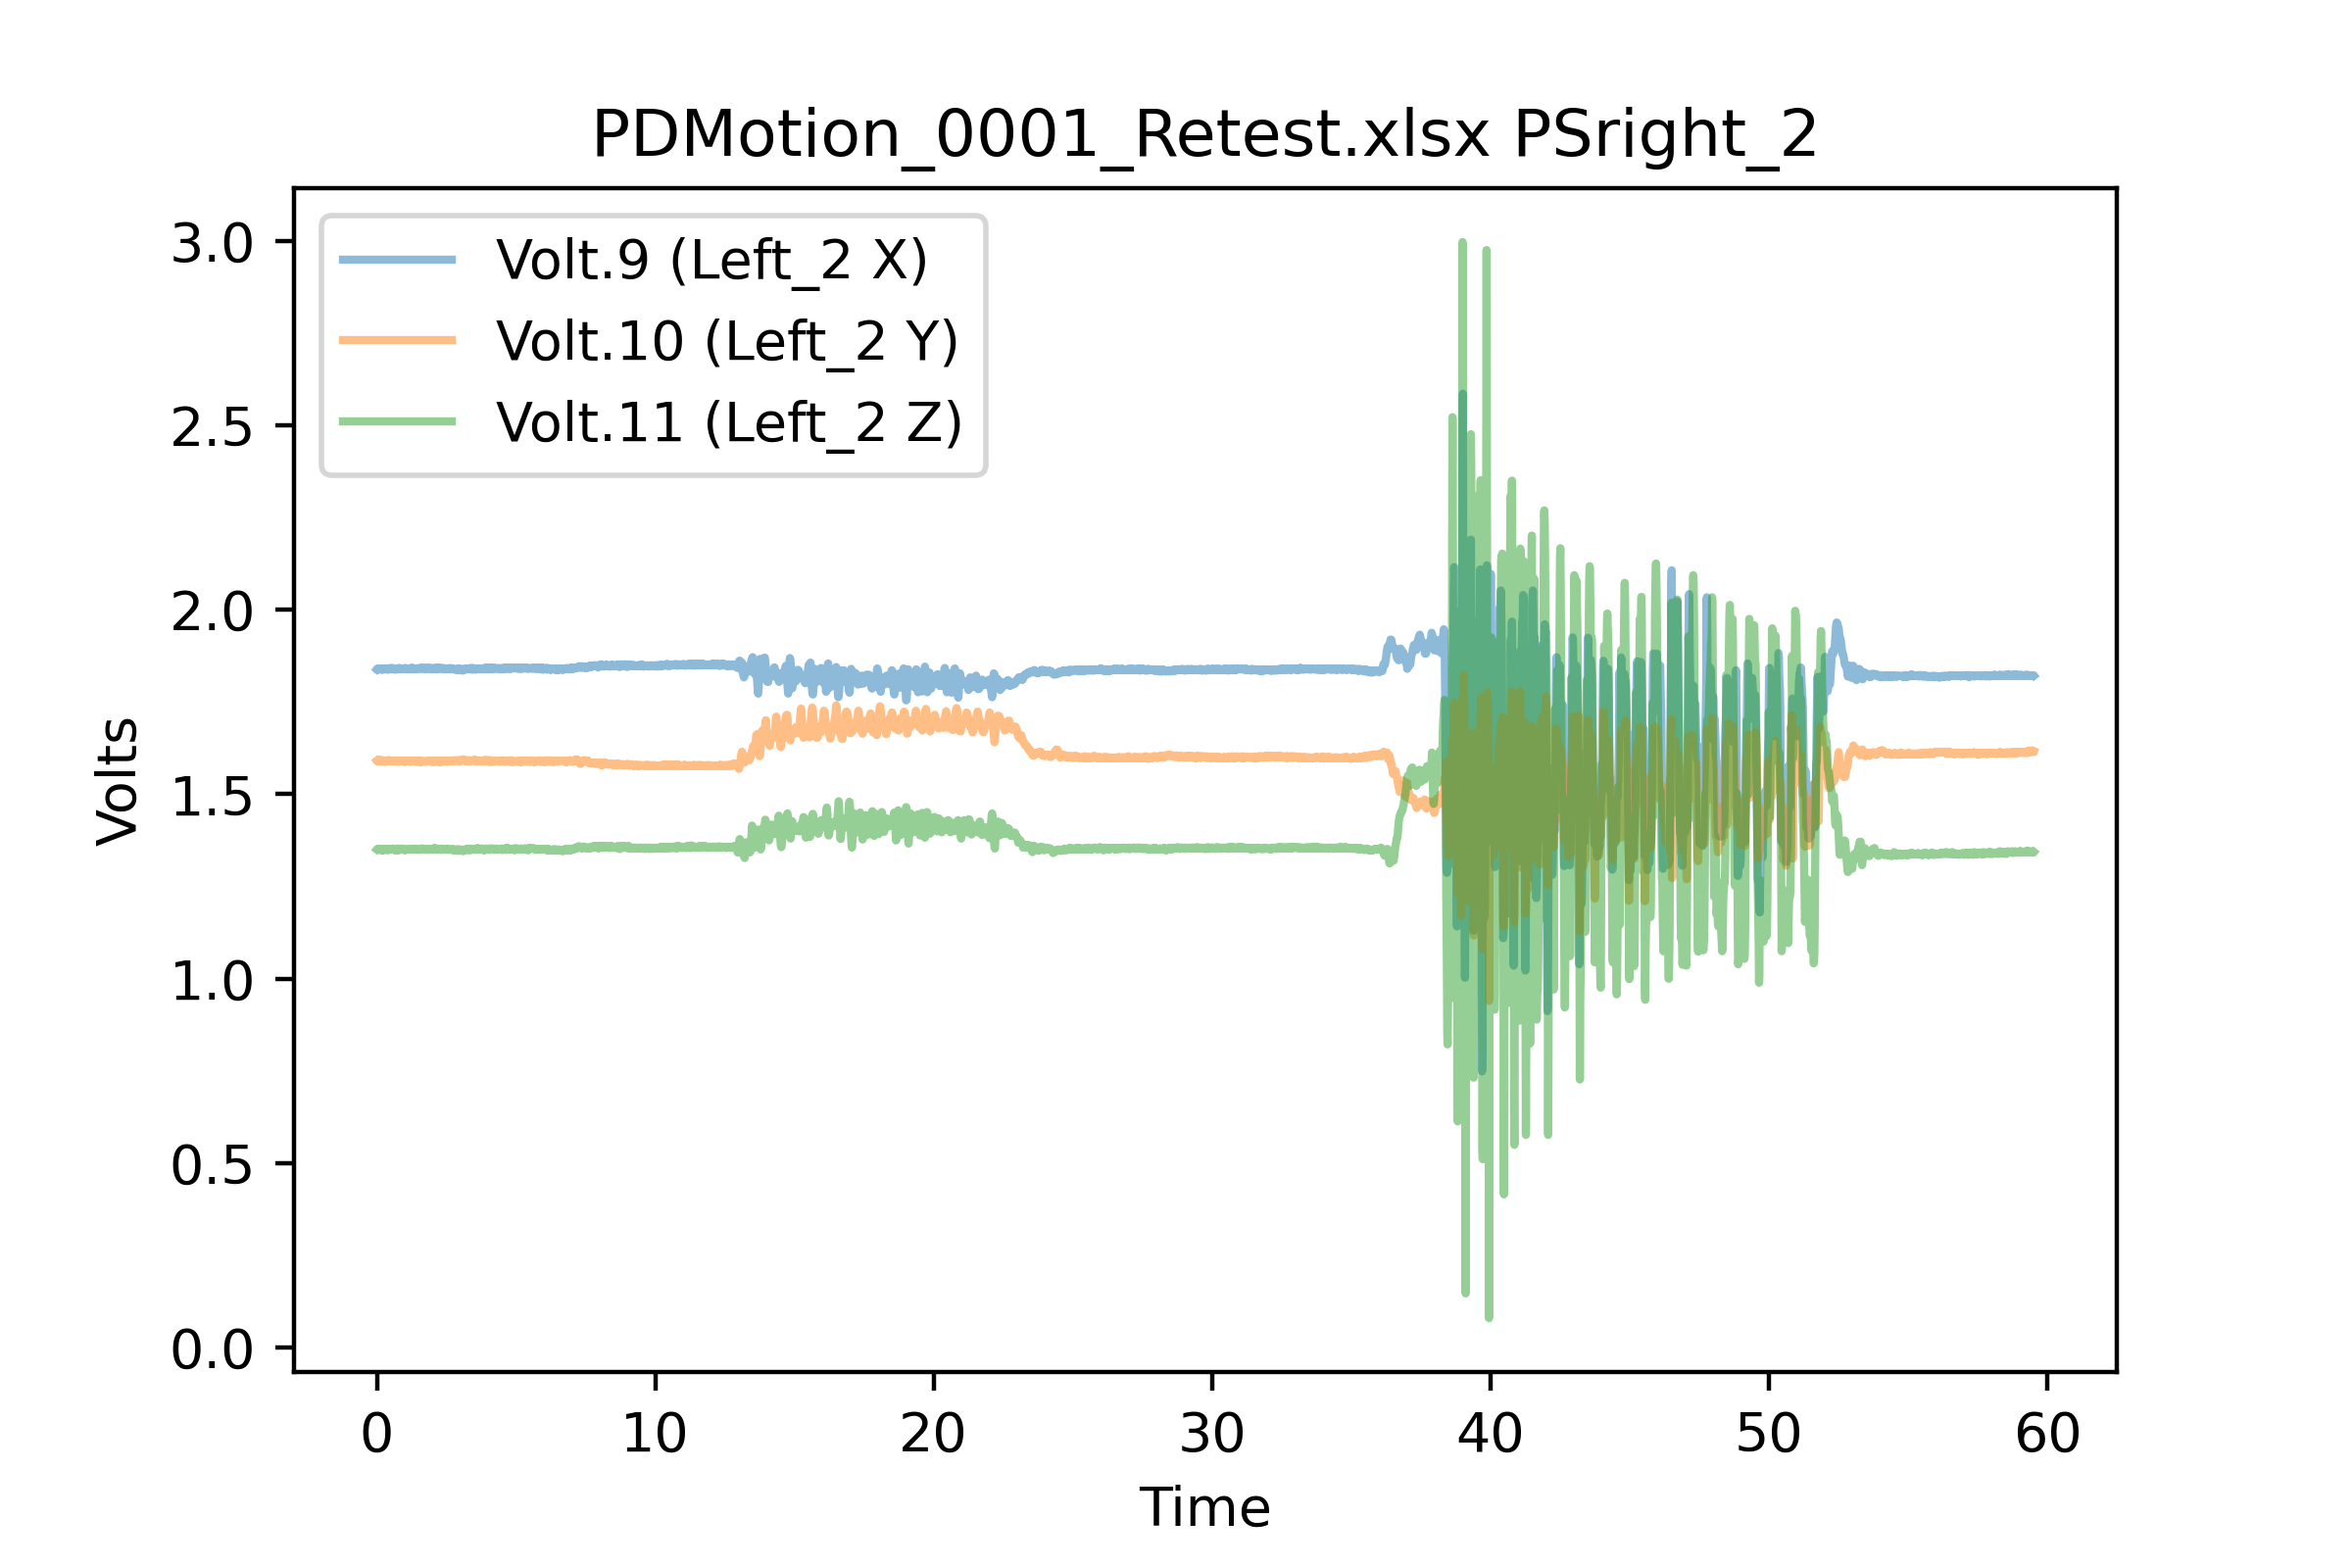 PDMotion_0001_Retest.xlsx PSright_2
Volt.9 (Left_2 X)
Volt.10 (Left_2 Y)
Volt.11 (Left_2 Z)
3.0
2.5
2.0
1.5
1.0
0.5
0.0
Volts
0 10 20 30 40 50 60
Time